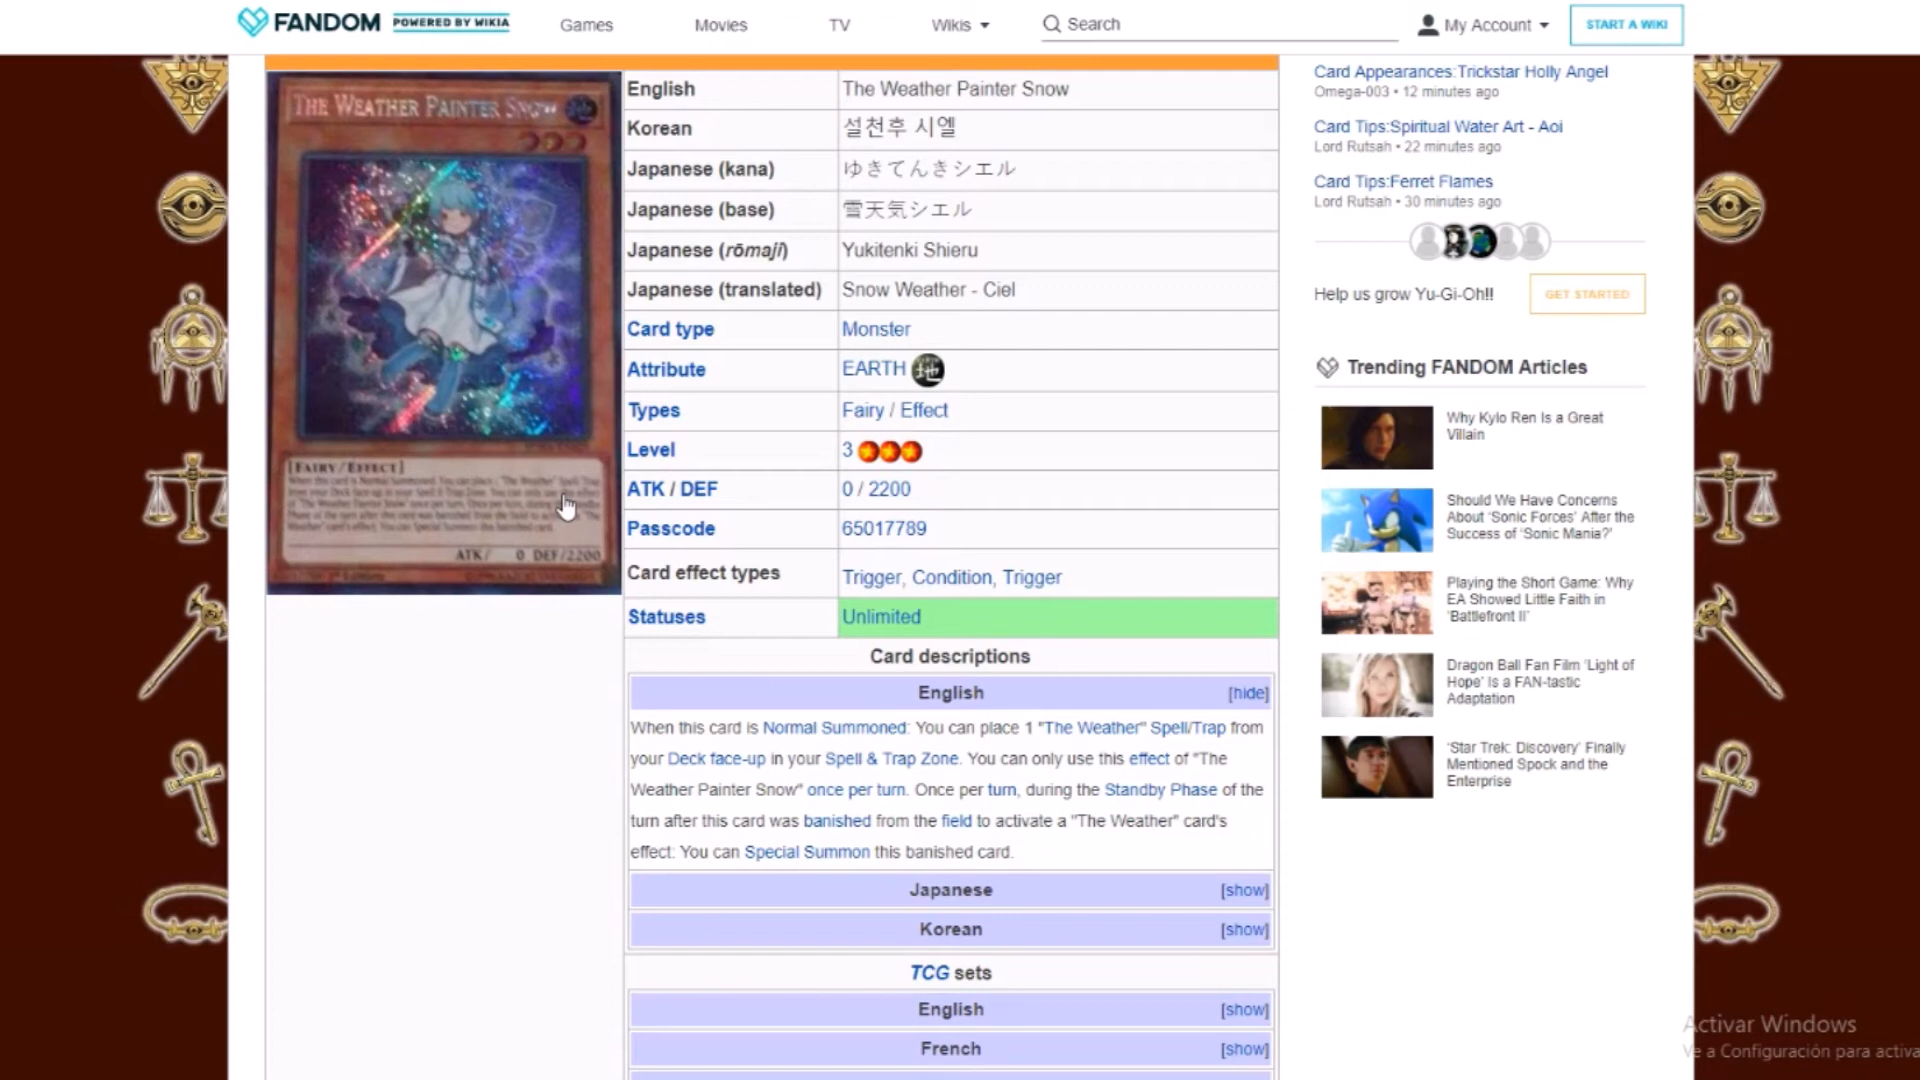 FANDOM POWERED BY WIKIA
Games
Movies
TV
Wikis
Search
My Account
START A WIKI
THE WEATHER PAINTER SNOW
[FAIRY/EFFECT]
ATK/ 0 DEF/2200
English The Weather Painter Snow
Korean 설천후 시엘
Japanese (kana) ゆきてんきシエル
Japanese (base) 雪天気シエル
Japanese (rōmaji) Yukitenki Shieru
Japanese (translated) Snow Weather - Ciel
Card type Monster
Attribute EARTH 地
Types Fairy / Effect
Level 3
ATK / DEF 0 / 2200
Passcode 65017789
Card effect types Trigger, Condition, Trigger
Statuses Unlimited
Card descriptions
English [hide]
When this card is Normal Summoned: You can place 1 "The Weather" Spell/Trap from
your Deck face-up in your Spell & Trap Zone. You can only use this effect of "The
Weather Painter Snow" once per turn. Once per turn, during the Standby Phase of the
turn after this card was banished from the field to activate a "The Weather" card's
effect: You can Special Summon this banished card.
Japanese [show]
Korean [show]
TCG sets
English [show]
French [show]
Card Appearances:Trickstar Holly Angel
Omega-003 • 12 minutes ago
Card Tips:Spiritual Water Art - Aoi
Lord Rutsah • 22 minutes ago
Card Tips:Ferret Flames
Lord Rutsah • 30 minutes ago
Help us grow Yu-Gi-Oh!! GET STARTED
Trending FANDOM Articles
Why Kylo Ren Is a Great
Villain
Should We Have Concerns
About 'Sonic Forces' After the
Success of 'Sonic Mania?'
Playing the Short Game: Why
EA Showed Little Faith in
'Battlefront II'
Dragon Ball Fan Film 'Light of
Hope' Is a FAN-tastic
Adaptation
'Star Trek: Discovery' Finally
Mentioned Spock and the
Enterprise
Activar Windows
Ve a Configuración para activa